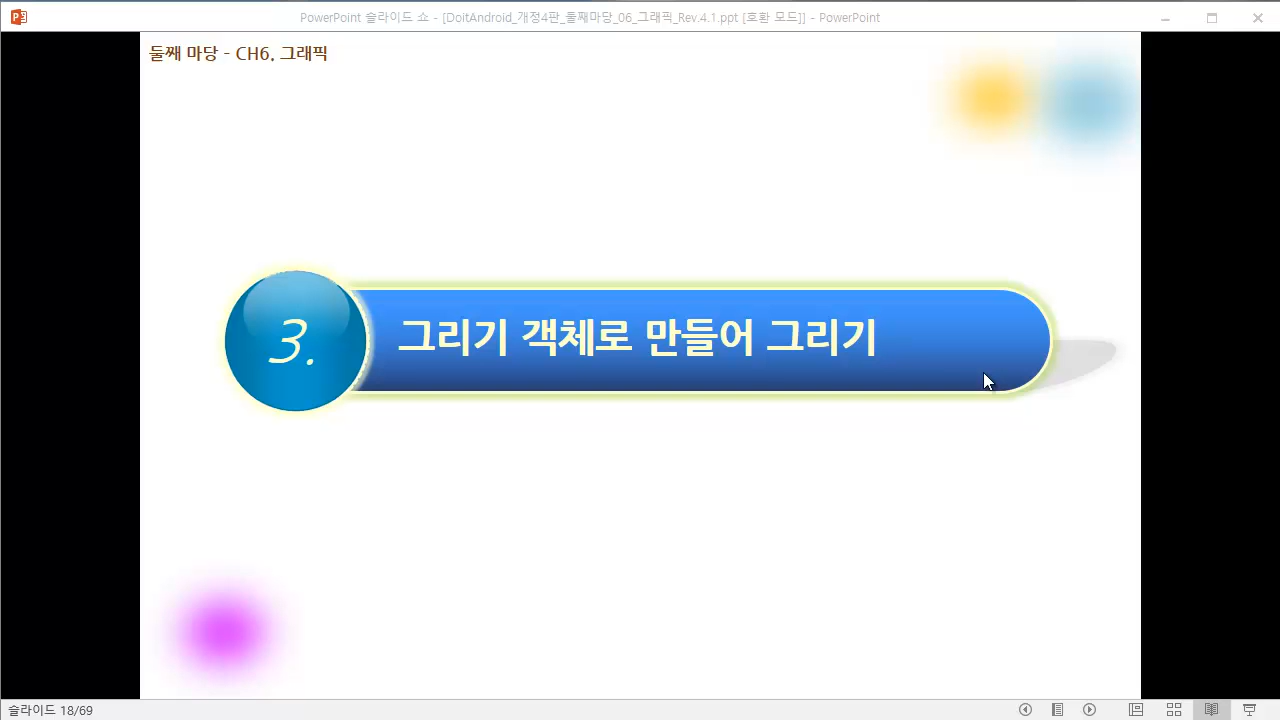 PowerPoint 슬라이드 쇼 - [DoitAndroid_개정4판_둘째마당_06_그래픽_Rev.4.1.ppt [호환 모드]] - PowerPoint
둘째 마당 - CH6. 그래픽
3. 그리기 객체로 만들어 그리기
슬라이드 18/69